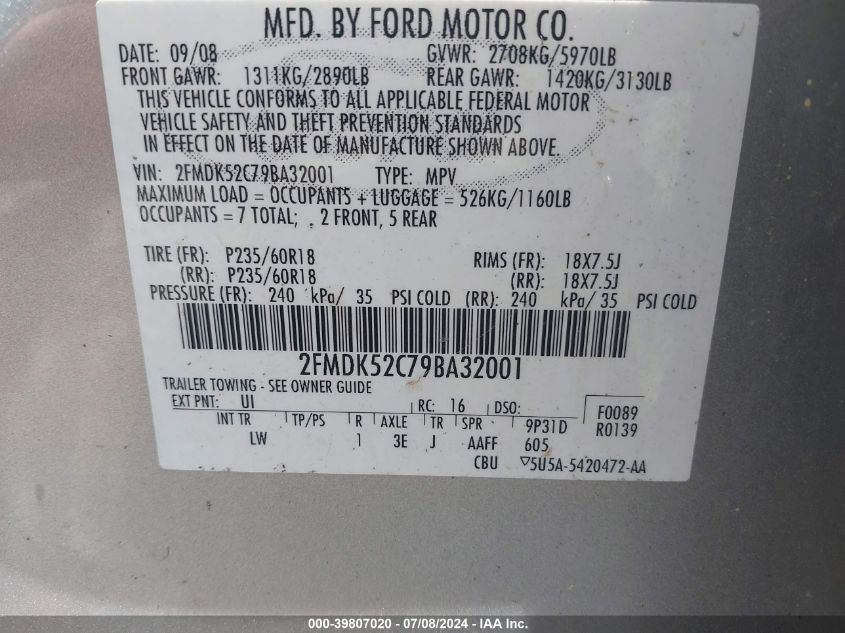 MFD. BY FORD MOTOR CO.
DATE: 09/08 GVWR: 2708KG/5970LB
FRONT GAWR: 1311KG/2890LB REAR GAWR: 1420KG/3130LB
THIS VEHICLE CONFORMS TO ALL APPLICABLE FEDERAL MOTOR
VEHICLE SAFETY AND THEFT PREVENTION STANDARDS
IN EFFECT ON THE DATE OF MANUFACTURE SHOWN ABOVE.
VIN: 2FMDK52C79BA32001 TYPE: MPV
MAXIMUM LOAD = OCCUPANTS + LUGGAGE = 526KG/1160LB
OCCUPANTS = 7 TOTAL; 2 FRONT, 5 REAR
TIRE (FR): P235/60R18 RIMS (FR): 18X7.5J
(RR): P235/60R18 (RR): 18X7.5J
PRESSURE (FR): 240 kPa/ 35 PSI COLD (RR): 240 kPa/ 35 PSI COLD
2FMDK52C79BA32001
TRAILER TOWING - SEE OWNER GUIDE
EXT PNT: UI RC: 16 DSO: F0089
INT TR TP/PS R AXLE TR SPR 9P31D R0139
LW 1 3E J AAFF 605
CBU ▽5U5A-5420472-AA
000-39807020 07/08/2024 - © IAA Holdings, LLC.